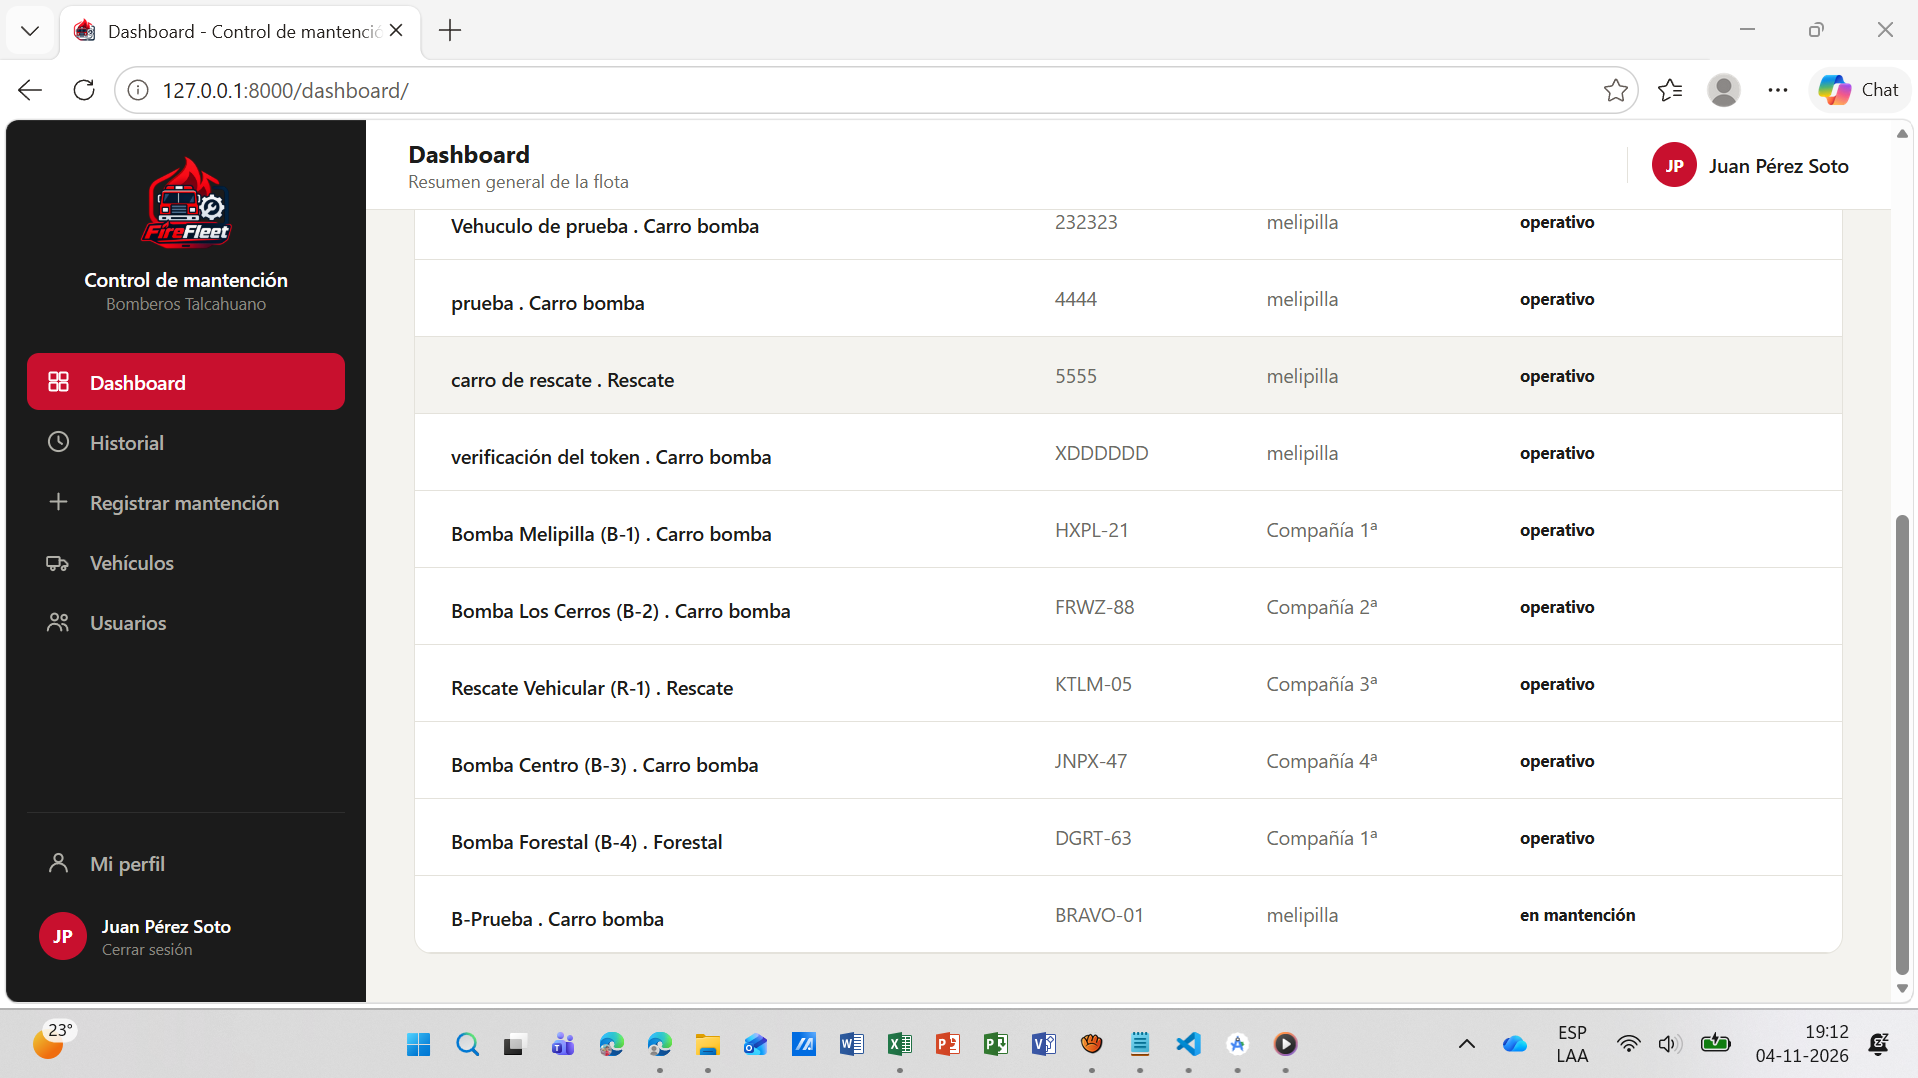 Dashboard - Control de mantenció
127.0.0.1:8000/dashboard/
Chat
FireFleet
Control de mantención
Bomberos Talcahuano
Dashboard
Historial
Registrar mantención
Vehículos
Usuarios
Mi perfil
JP
Juan Pérez Soto
Cerrar sesión
Dashboard
Resumen general de la flota
JP Juan Pérez Soto
Vehuculo de prueba . Carro bomba 232323 melipilla operativo
prueba . Carro bomba 4444 melipilla operativo
carro de rescate . Rescate 5555 melipilla operativo
verificación del token . Carro bomba XDDDDDD melipilla operativo
Bomba Melipilla (B-1) . Carro bomba HXPL-21 Compañía 1ª operativo
Bomba Los Cerros (B-2) . Carro bomba FRWZ-88 Compañía 2ª operativo
Rescate Vehicular (R-1) . Rescate KTLM-05 Compañía 3ª operativo
Bomba Centro (B-3) . Carro bomba JNPX-47 Compañía 4ª operativo
Bomba Forestal (B-4) . Forestal DGRT-63 Compañía 1ª operativo
B-Prueba . Carro bomba BRAVO-01 melipilla en mantención
23°
ESP
LAA
19:12
04-11-2026